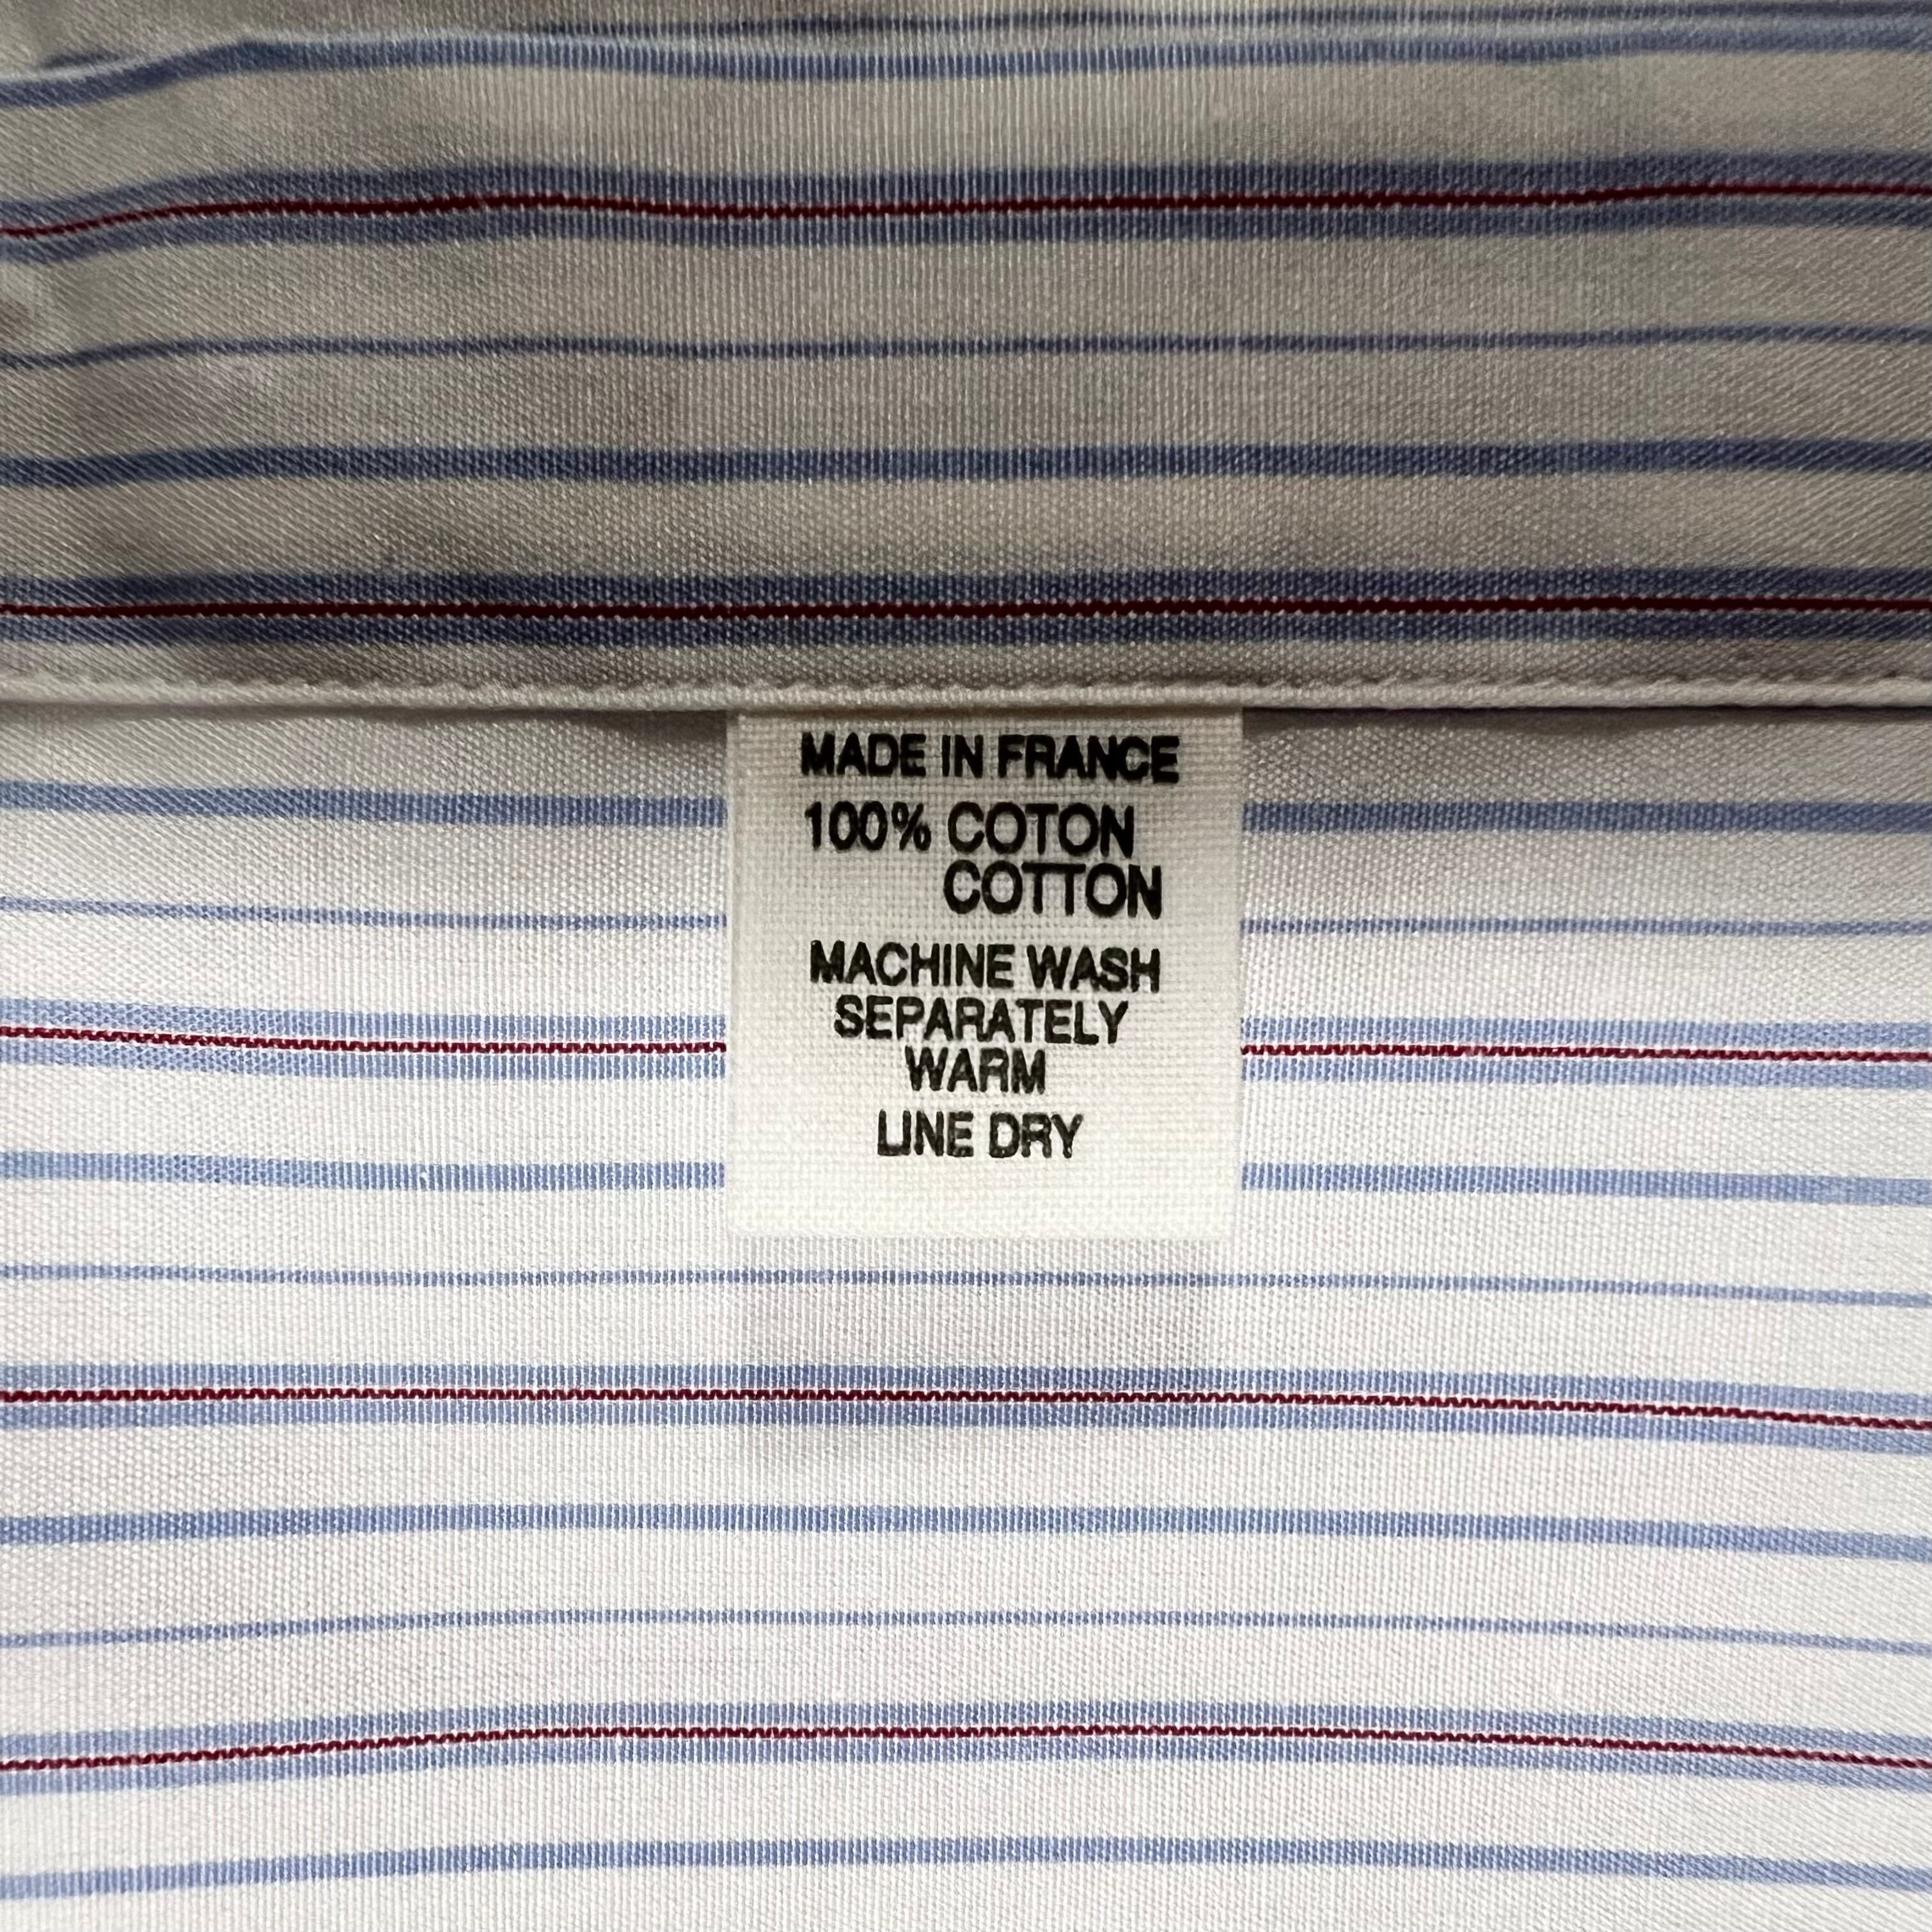 MADE IN FRANCE
100% COTON
COTTON
MACHINE WASH
SEPARATELY
WARM
LINE DRY